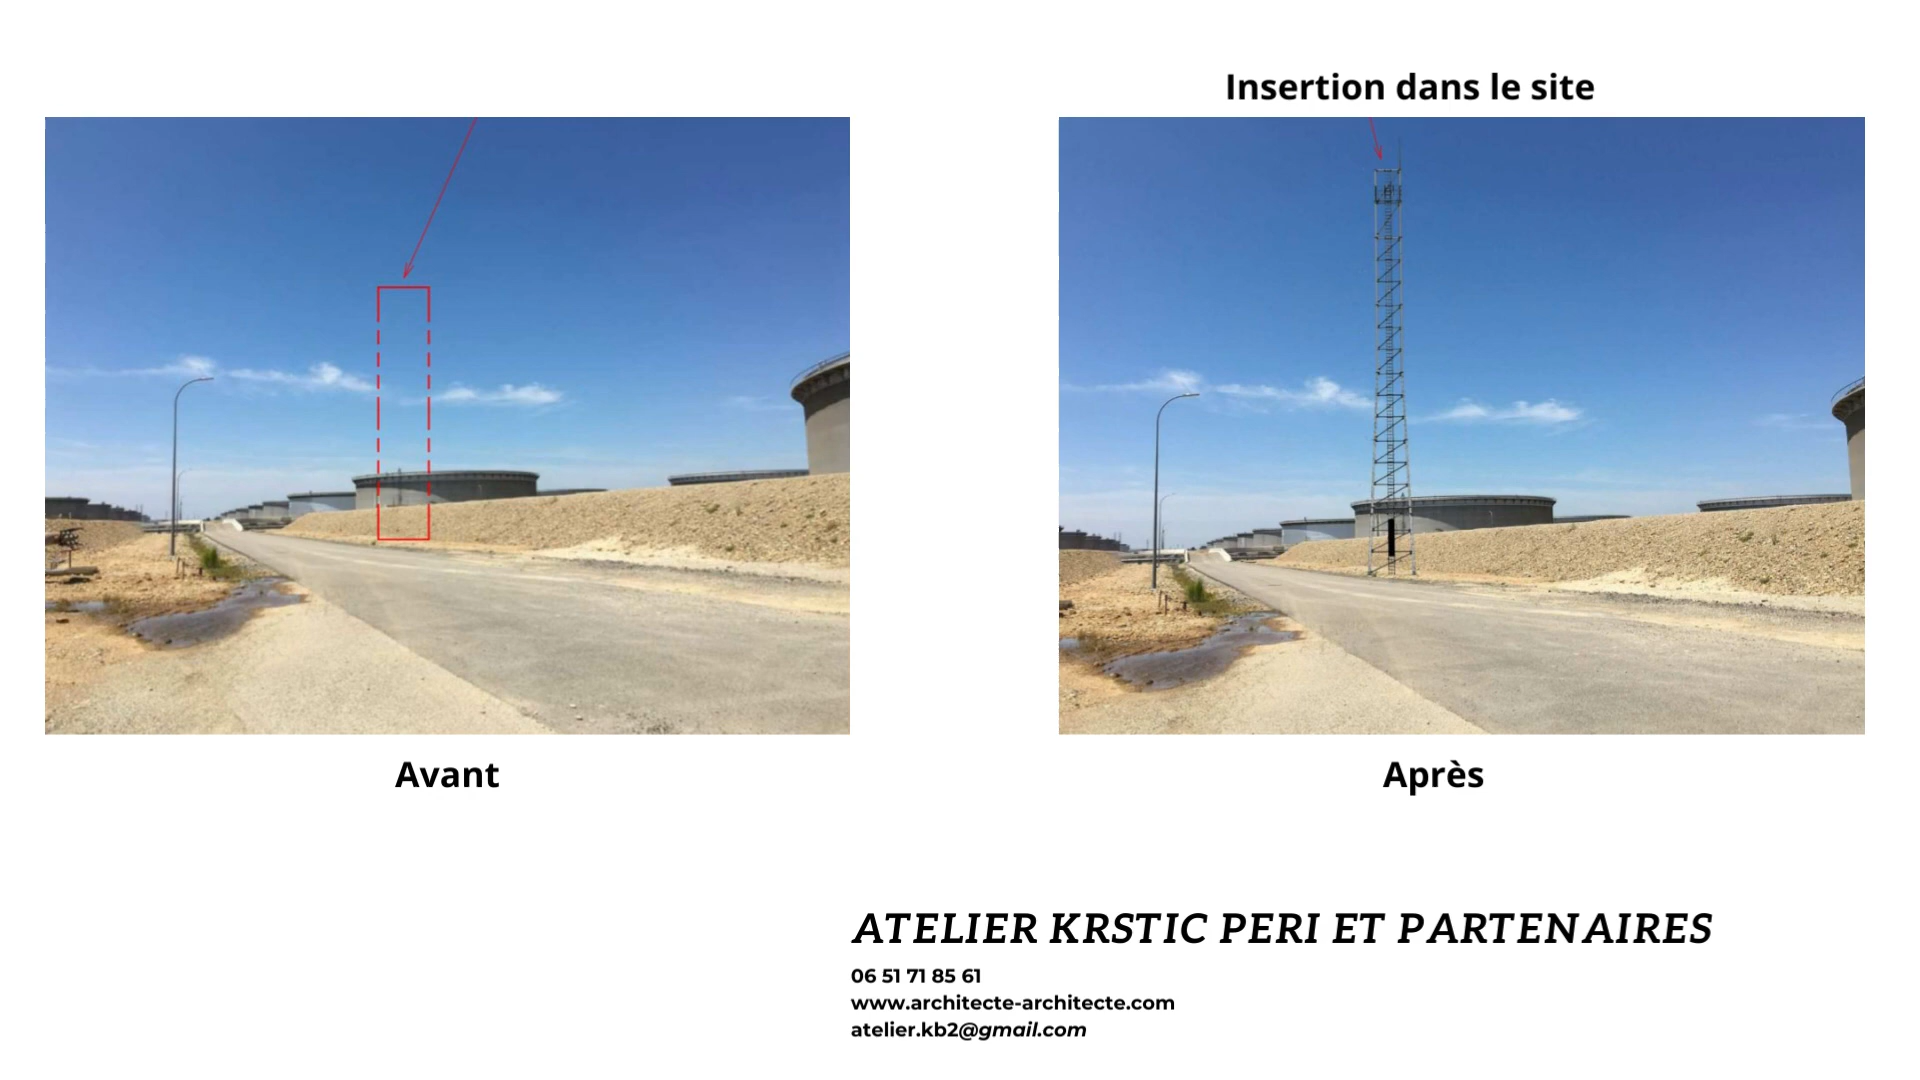 Insertion dans le site
Avant
Après
ATELIER KRSTIC PERI ET PARTENAIRES
06 51 71 85 61
www.architecte-architecte.com
atelier.kb2@gmail.com